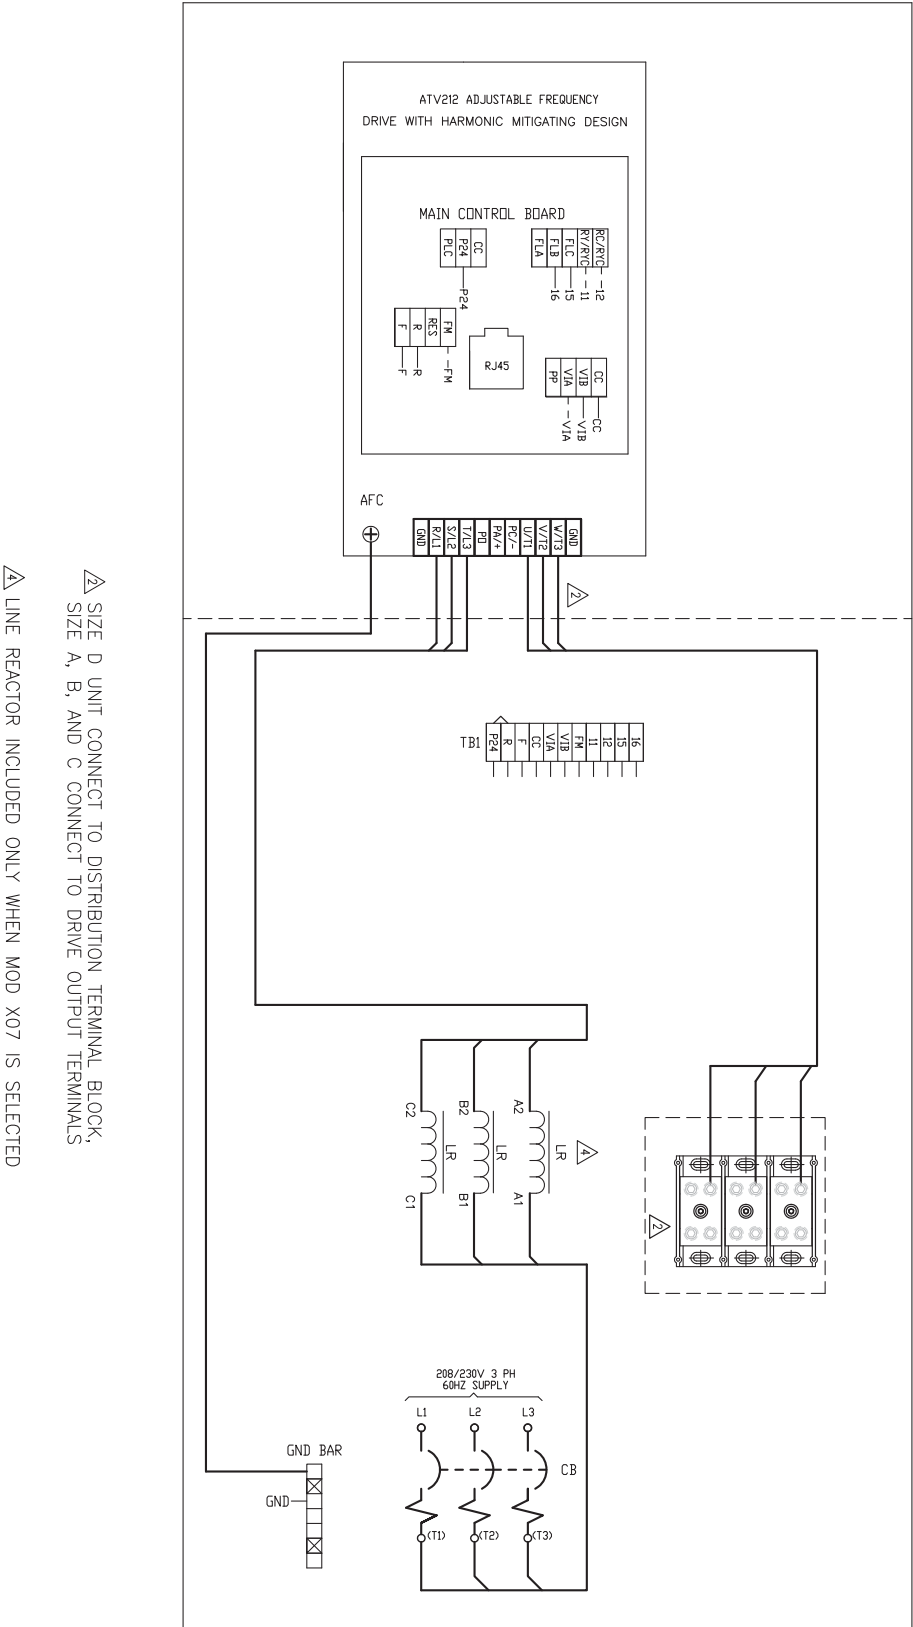 ATV212 ADJUSTABLE FREQUENCY
DRIVE WITH HARMONIC MITIGATING DESIGN
MAIN CONTROL BOARD
RC/RYC
RY/RYC
FLC
FLB
FLA
12
11
15
16
CC
P24
PLC
P24
FM
RES
R
F
FM
R
F
RJ45
CC
VIB
VIA
PP
CC
VIB
VIA
AFC
GND
R/L1
S/L2
T/L3
PO
PA/+
PC/-
U/T1
V/T2
W/T3
GND
2
TB1
P24
R
F
CC
VIA
VIB
FM
11
12
15
16
C2
B2
A2
LR
LR
LR
4
C1
B1
A1
2
208/230V 3 PH
60HZ SUPPLY
L1
L2
L3
CB
(T1)
(T2)
(T3)
GND BAR
GND
2 SIZE D UNIT CONNECT TO DISTRIBUTION TERMINAL BLOCK,
SIZE A, B, AND C CONNECT TO DRIVE OUTPUT TERMINALS
4 LINE REACTOR INCLUDED ONLY WHEN MOD X07 IS SELECTED